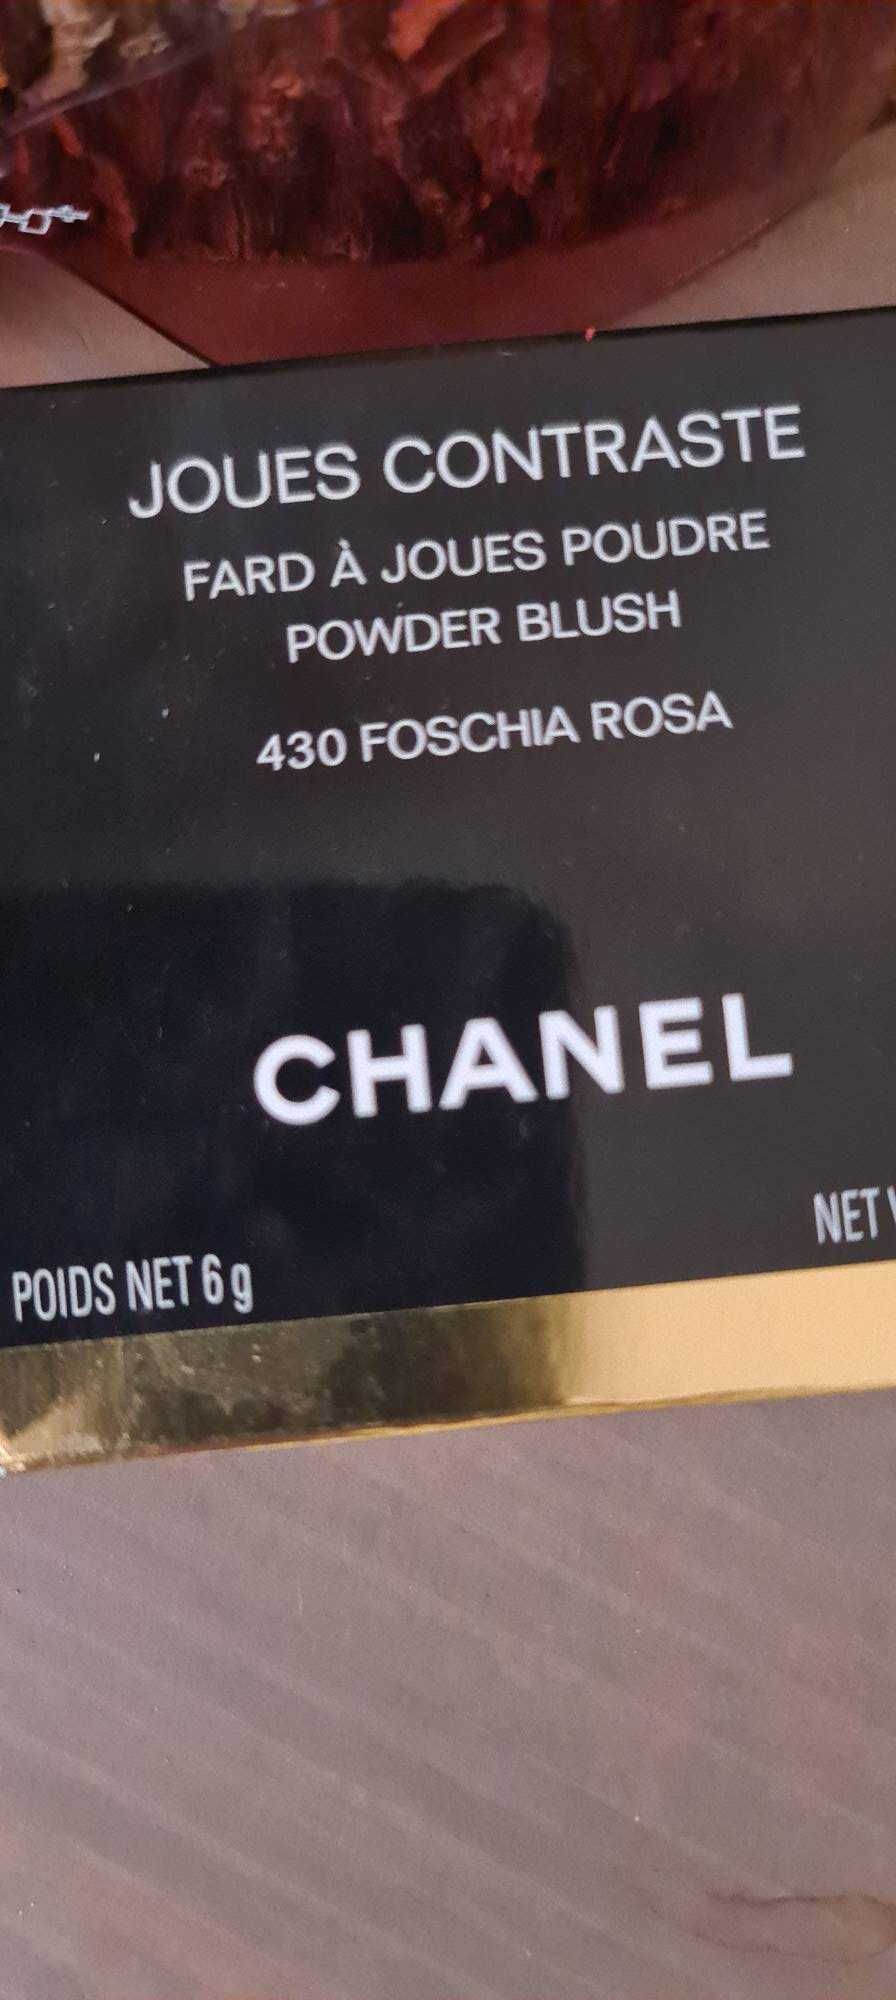 JOUES CONTRASTE
FARD À JOUES POUDRE
POWDER BLUSH
430 FOSCHIA ROSA
CHANEL
POIDS NET 6 g
NET